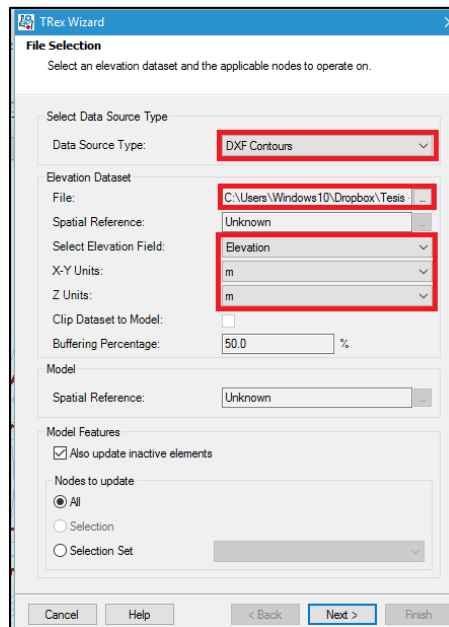 TRex Wizard
File Selection
Select an elevation dataset and the applicable nodes to operate on.
Select Data Source Type
Data Source Type: DXF Contours
Elevation Dataset
File: C:\Users\Windows10\Dropbox\Tesis ...
Spatial Reference: Unknown ...
Select Elevation Field: Elevation
X-Y Units: m
Z Units: m
Clip Dataset to Model:
Buffering Percentage: 50.0 %
Model
Spatial Reference: Unknown ...
Model Features
Also update inactive elements
Nodes to update
All
Selection
Selection Set
Cancel Help < Back Next > Finish